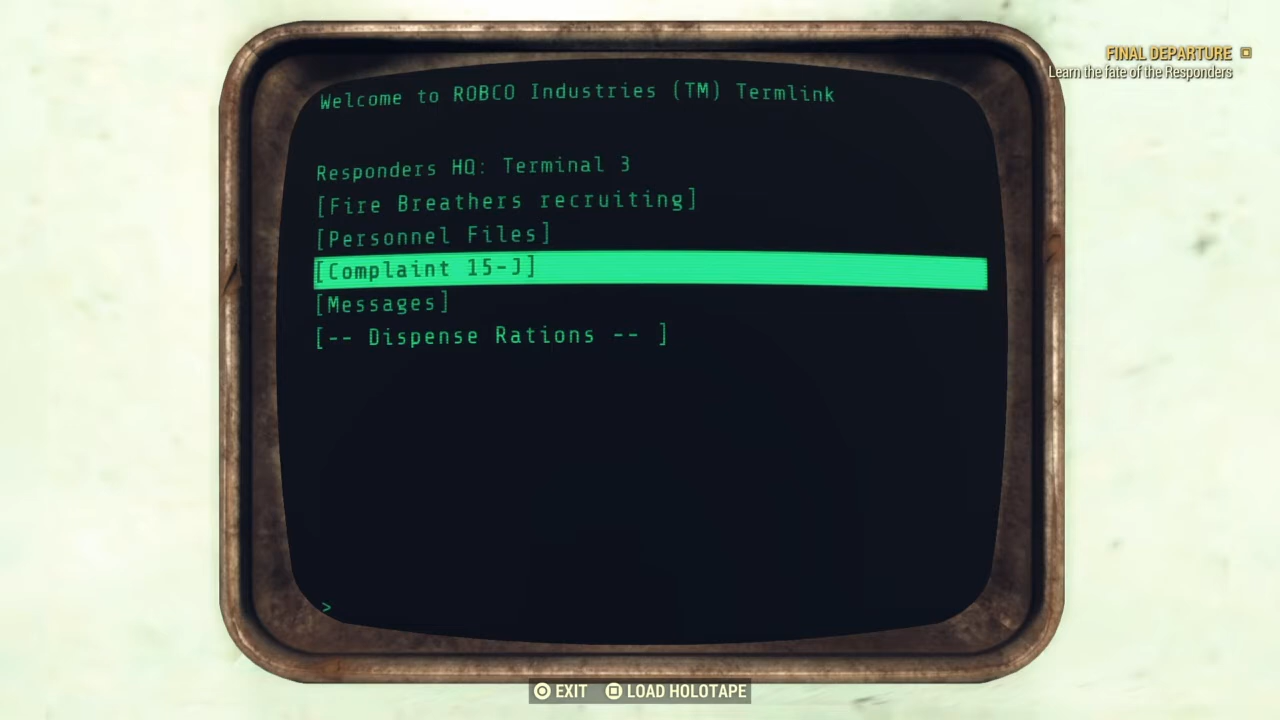 FINAL DEPARTURE
Learn the fate of the Responders
Welcome to ROBCO Industries (TM) Termlink
Responders HQ: Terminal 3
[Fire Breathers recruiting]
[Personnel Files]
[Complaint 15-J]
[Messages]
[-- Dispense Rations -- ]
>
EXIT LOAD HOLOTAPE